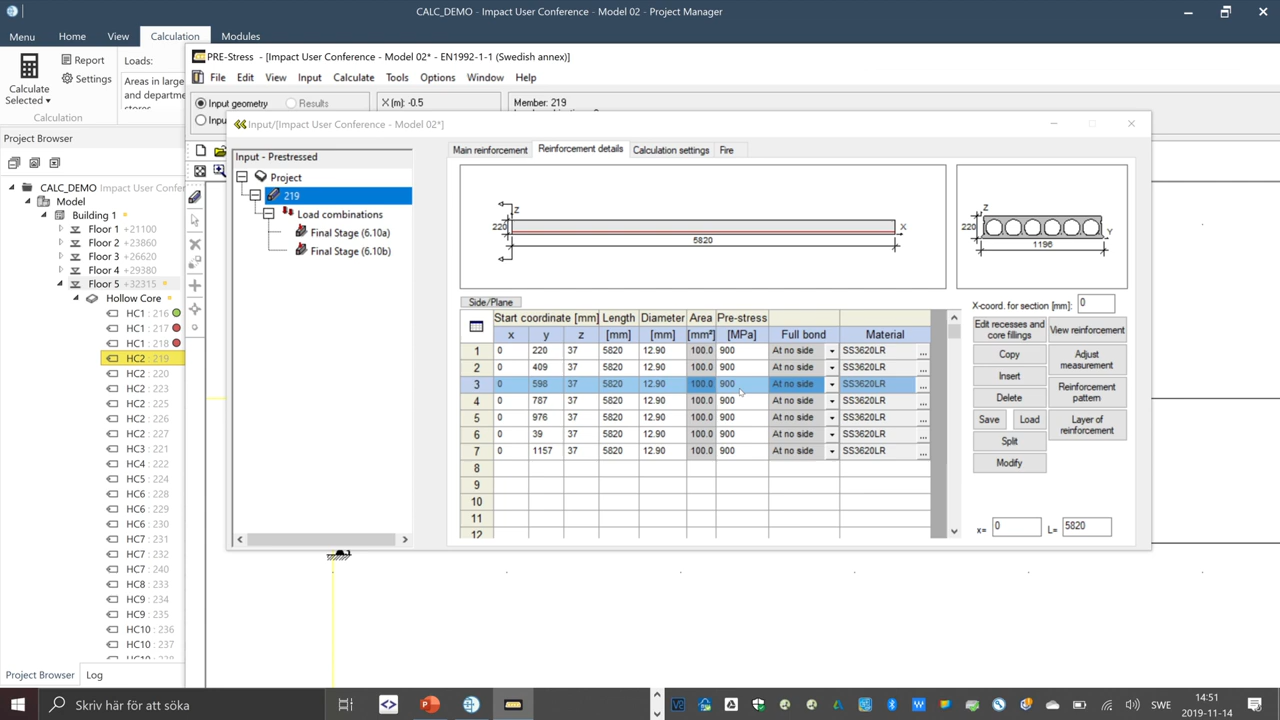 CALC_DEMO - Impact User Conference - Model 02 - Project Manager
Menu Home View Calculation Modules
Calculate Selected
Report
Settings
Calculation
Loads:
Areas in large
and departme
PRE-Stress - [Impact User Conference - Model 02* - EN1992-1-1 (Swedish annex)]
File Edit View Input Calculate Tools Options Window Help
Input geometry Results X (m): -0.5 Member: 219
Inpu
Project Browser
CALC_DEMO Impact User Confer
Model
Building 1
Floor 1 +21100
Floor 2 +23860
Floor 3 +26620
Floor 4 +29380
Floor 5 +32315
Hollow Core
HC1 : 216
HC1 : 217
HC1 : 218
HC2 : 219
HC2 : 220
HC2 : 223
HC2 : 225
HC2 : 226
HC2 : 227
HC3 : 221
HC4 : 222
HC5 : 224
HC6 : 228
HC6 : 229
HC6 : 230
HC7 : 231
HC7 : 232
HC7 : 240
HC8 : 233
HC9 : 234
HC9 : 235
HC10 : 236
HC10 : 237
Project Browser Log
Input/[Impact User Conference - Model 02*]
Input - Prestressed
Project
219
Load combinations
Final Stage (6.10a)
Final Stage (6.10b)
Main reinforcement Reinforcement details Calculation settings Fire
Z
220
X
5820
Z
220
Y
1196
Side/Plane
Start coordinate [mm] Length Diameter Area Pre-stress
x y z [mm] [mm] [mm²] [MPa] Full bond Material
1 0 220 37 5820 12.90 100.0 900 At no side SS3620LR ...
2 0 409 37 5820 12.90 100.0 900 At no side SS3620LR ...
3 0 598 37 5820 12.90 100.0 900 At no side SS3620LR ...
4 0 787 37 5820 12.90 100.0 900 At no side SS3620LR ...
5 0 976 37 5820 12.90 100.0 900 At no side SS3620LR ...
6 0 39 37 5820 12.90 100.0 900 At no side SS3620LR ...
7 0 1157 37 5820 12.90 100.0 900 At no side SS3620LR ...
8
9
10
11
12
X-coord. for section [mm]: 0
Edit recesses and core fillings
View reinforcement
Copy
Adjust measurement
Insert
Reinforcement pattern
Delete
Save Load
Layer of reinforcement
Split
Modify
x= 0 L= 5820
Skriv här för att söka
SWE
14:51
2019-11-14